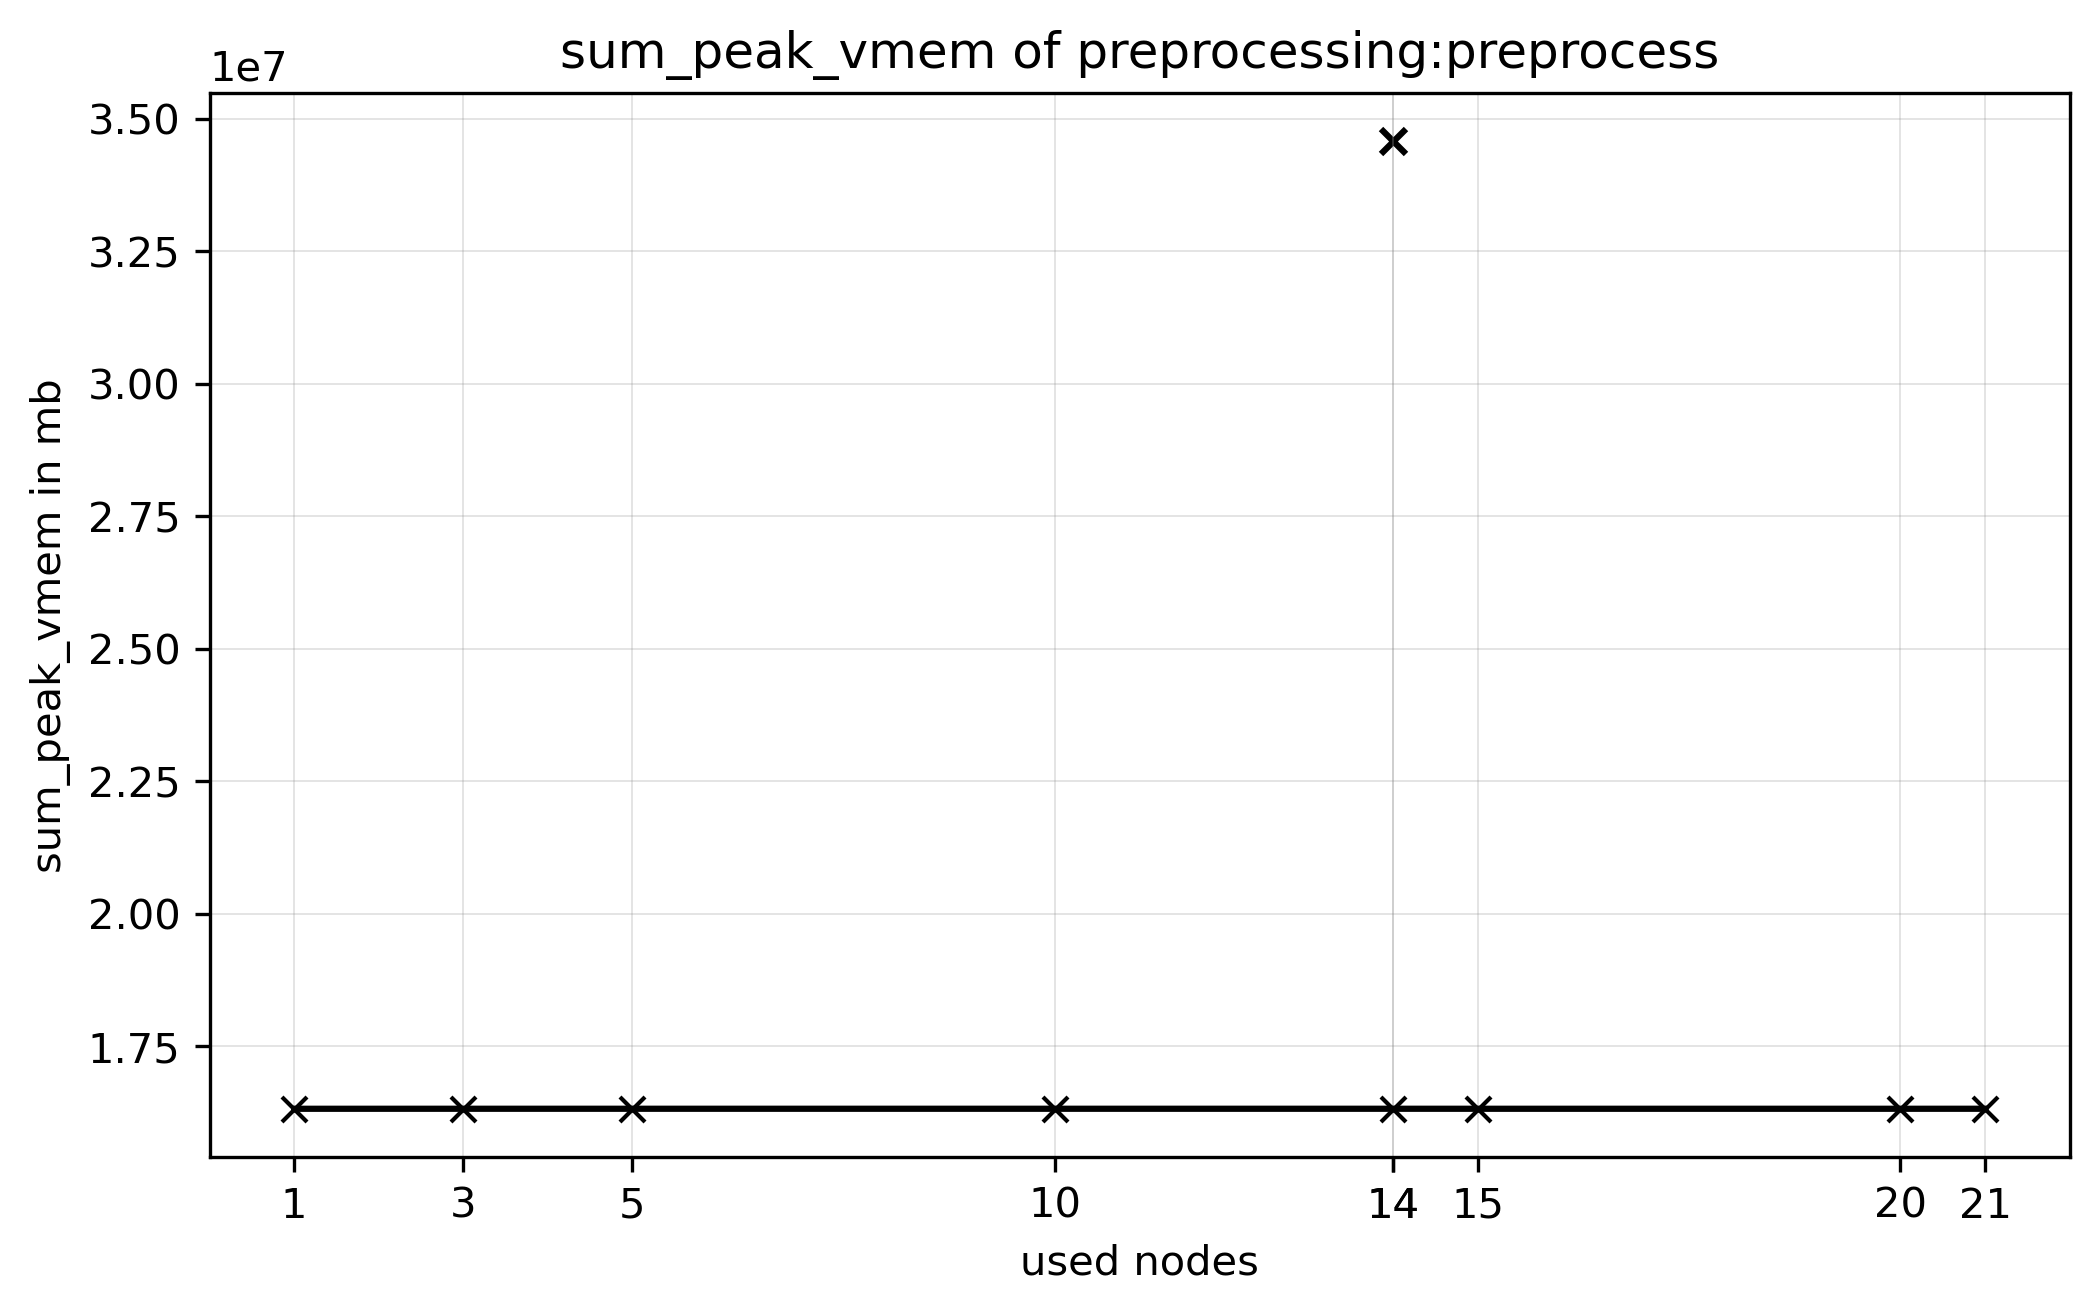 sum_peak_vmem of preprocessing:preprocess
1e7
3.50
3.25
3.00
2.75
2.50
2.25
2.00
1.75
sum_peak_vmem in mb
1 3 5 10 14 15 20 21
used nodes